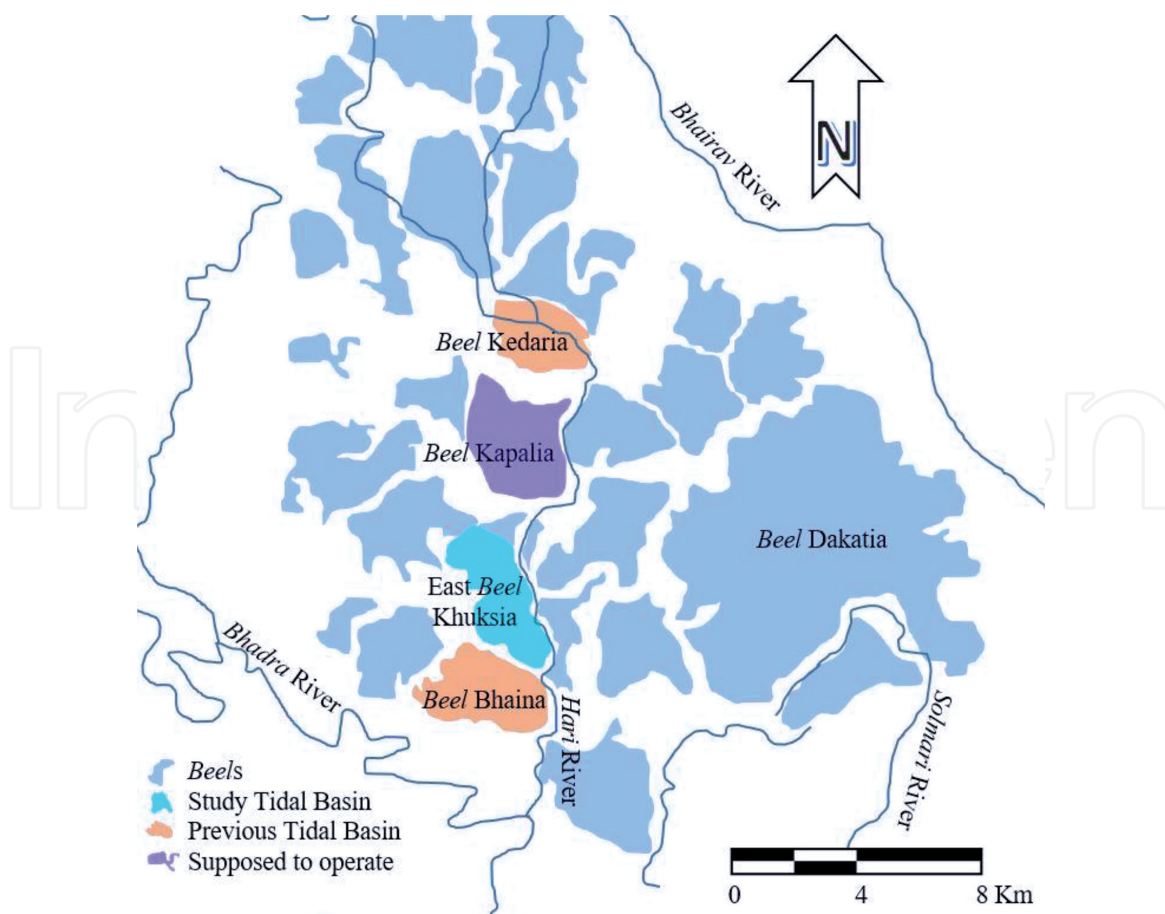 Bhairav River
N
Beel Kedaria
Beel Kapalia
Beel Dakatia
East Beel
Khuksia
Bhadra River
Beel Bhaina
Hari River
Solmari River
Beels
Study Tidal Basin
Previous Tidal Basin
Supposed to operate
0 4 8 Km